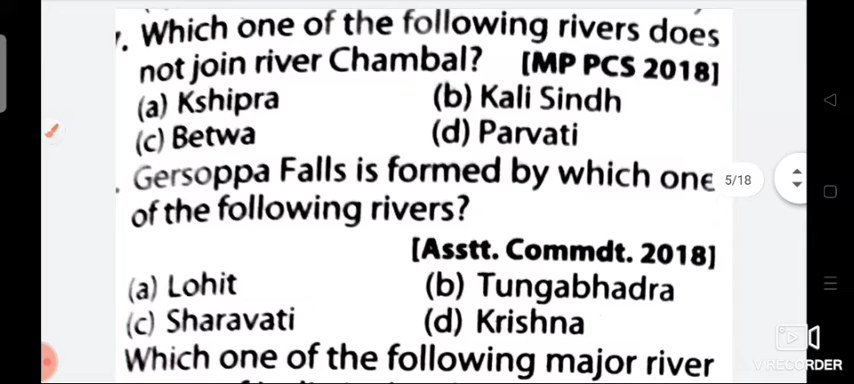 . Which one of the following rivers does
not join river Chambal? [MP PCS 2018]
(a) Kshipra (b) Kali Sindh
(c) Betwa (d) Parvati
. Gersoppa Falls is formed by which one
5/18
of the following rivers?
[Asstt. Commdt. 2018]
(a) Lohit (b) Tungabhadra
(c) Sharavati (d) Krishna
Which one of the following major river
V RECORDER